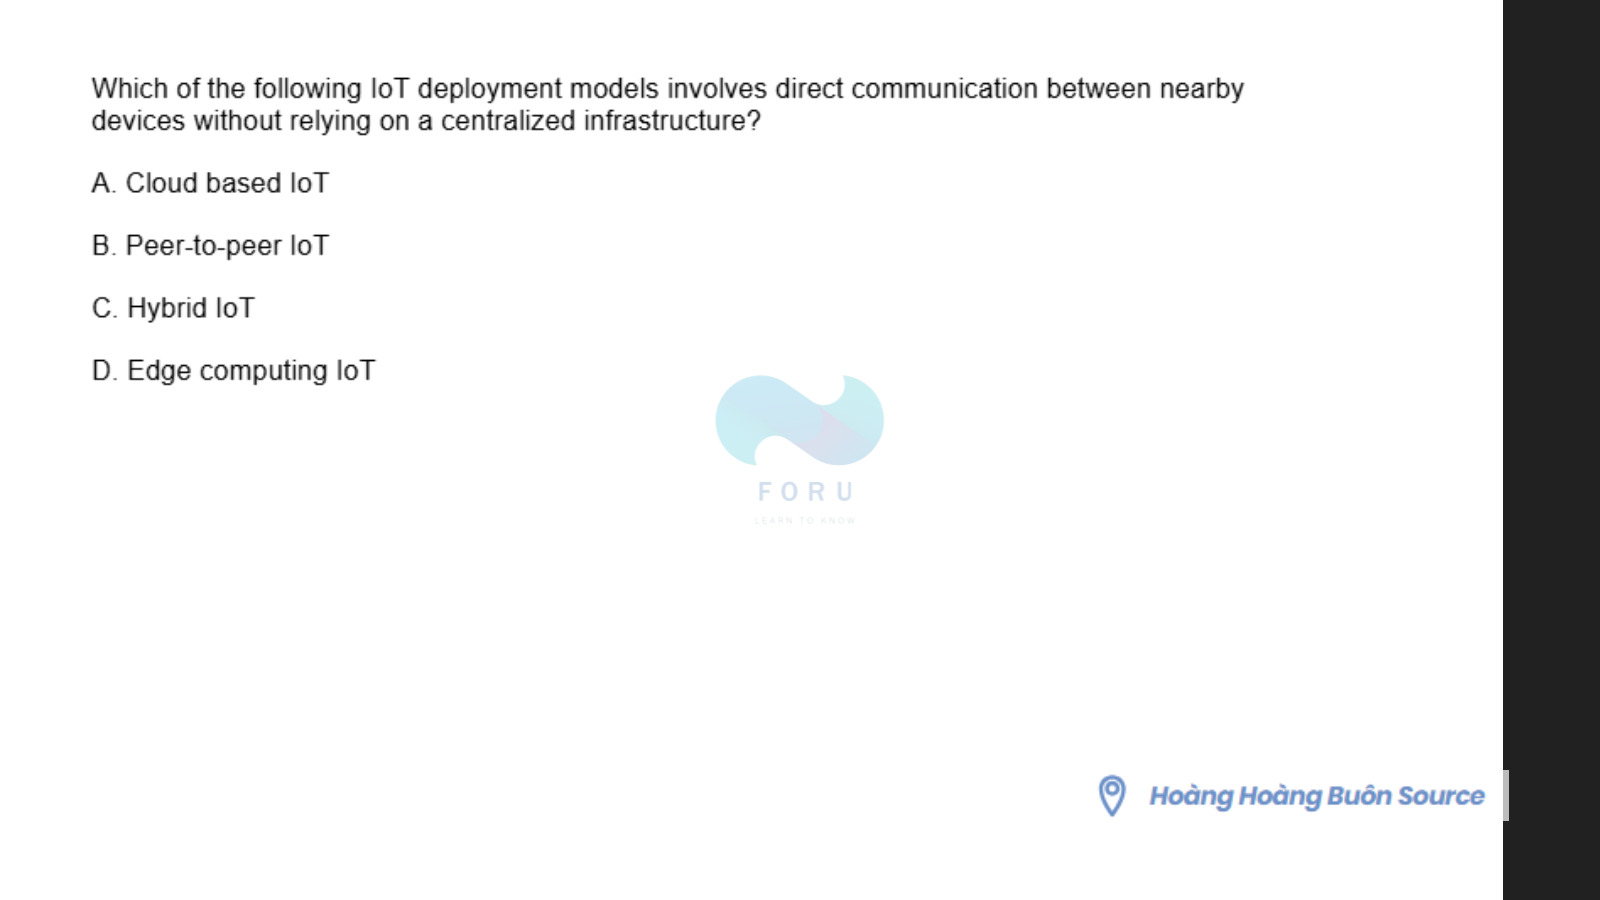 Which of the following IoT deployment models involves direct communication between nearby
devices without relying on a centralized infrastructure?
A. Cloud based IoT
B. Peer-to-peer IoT
C. Hybrid IoT
D. Edge computing IoT
FORU
LEARN TO KNOW
Hoàng Hoàng Buôn Source